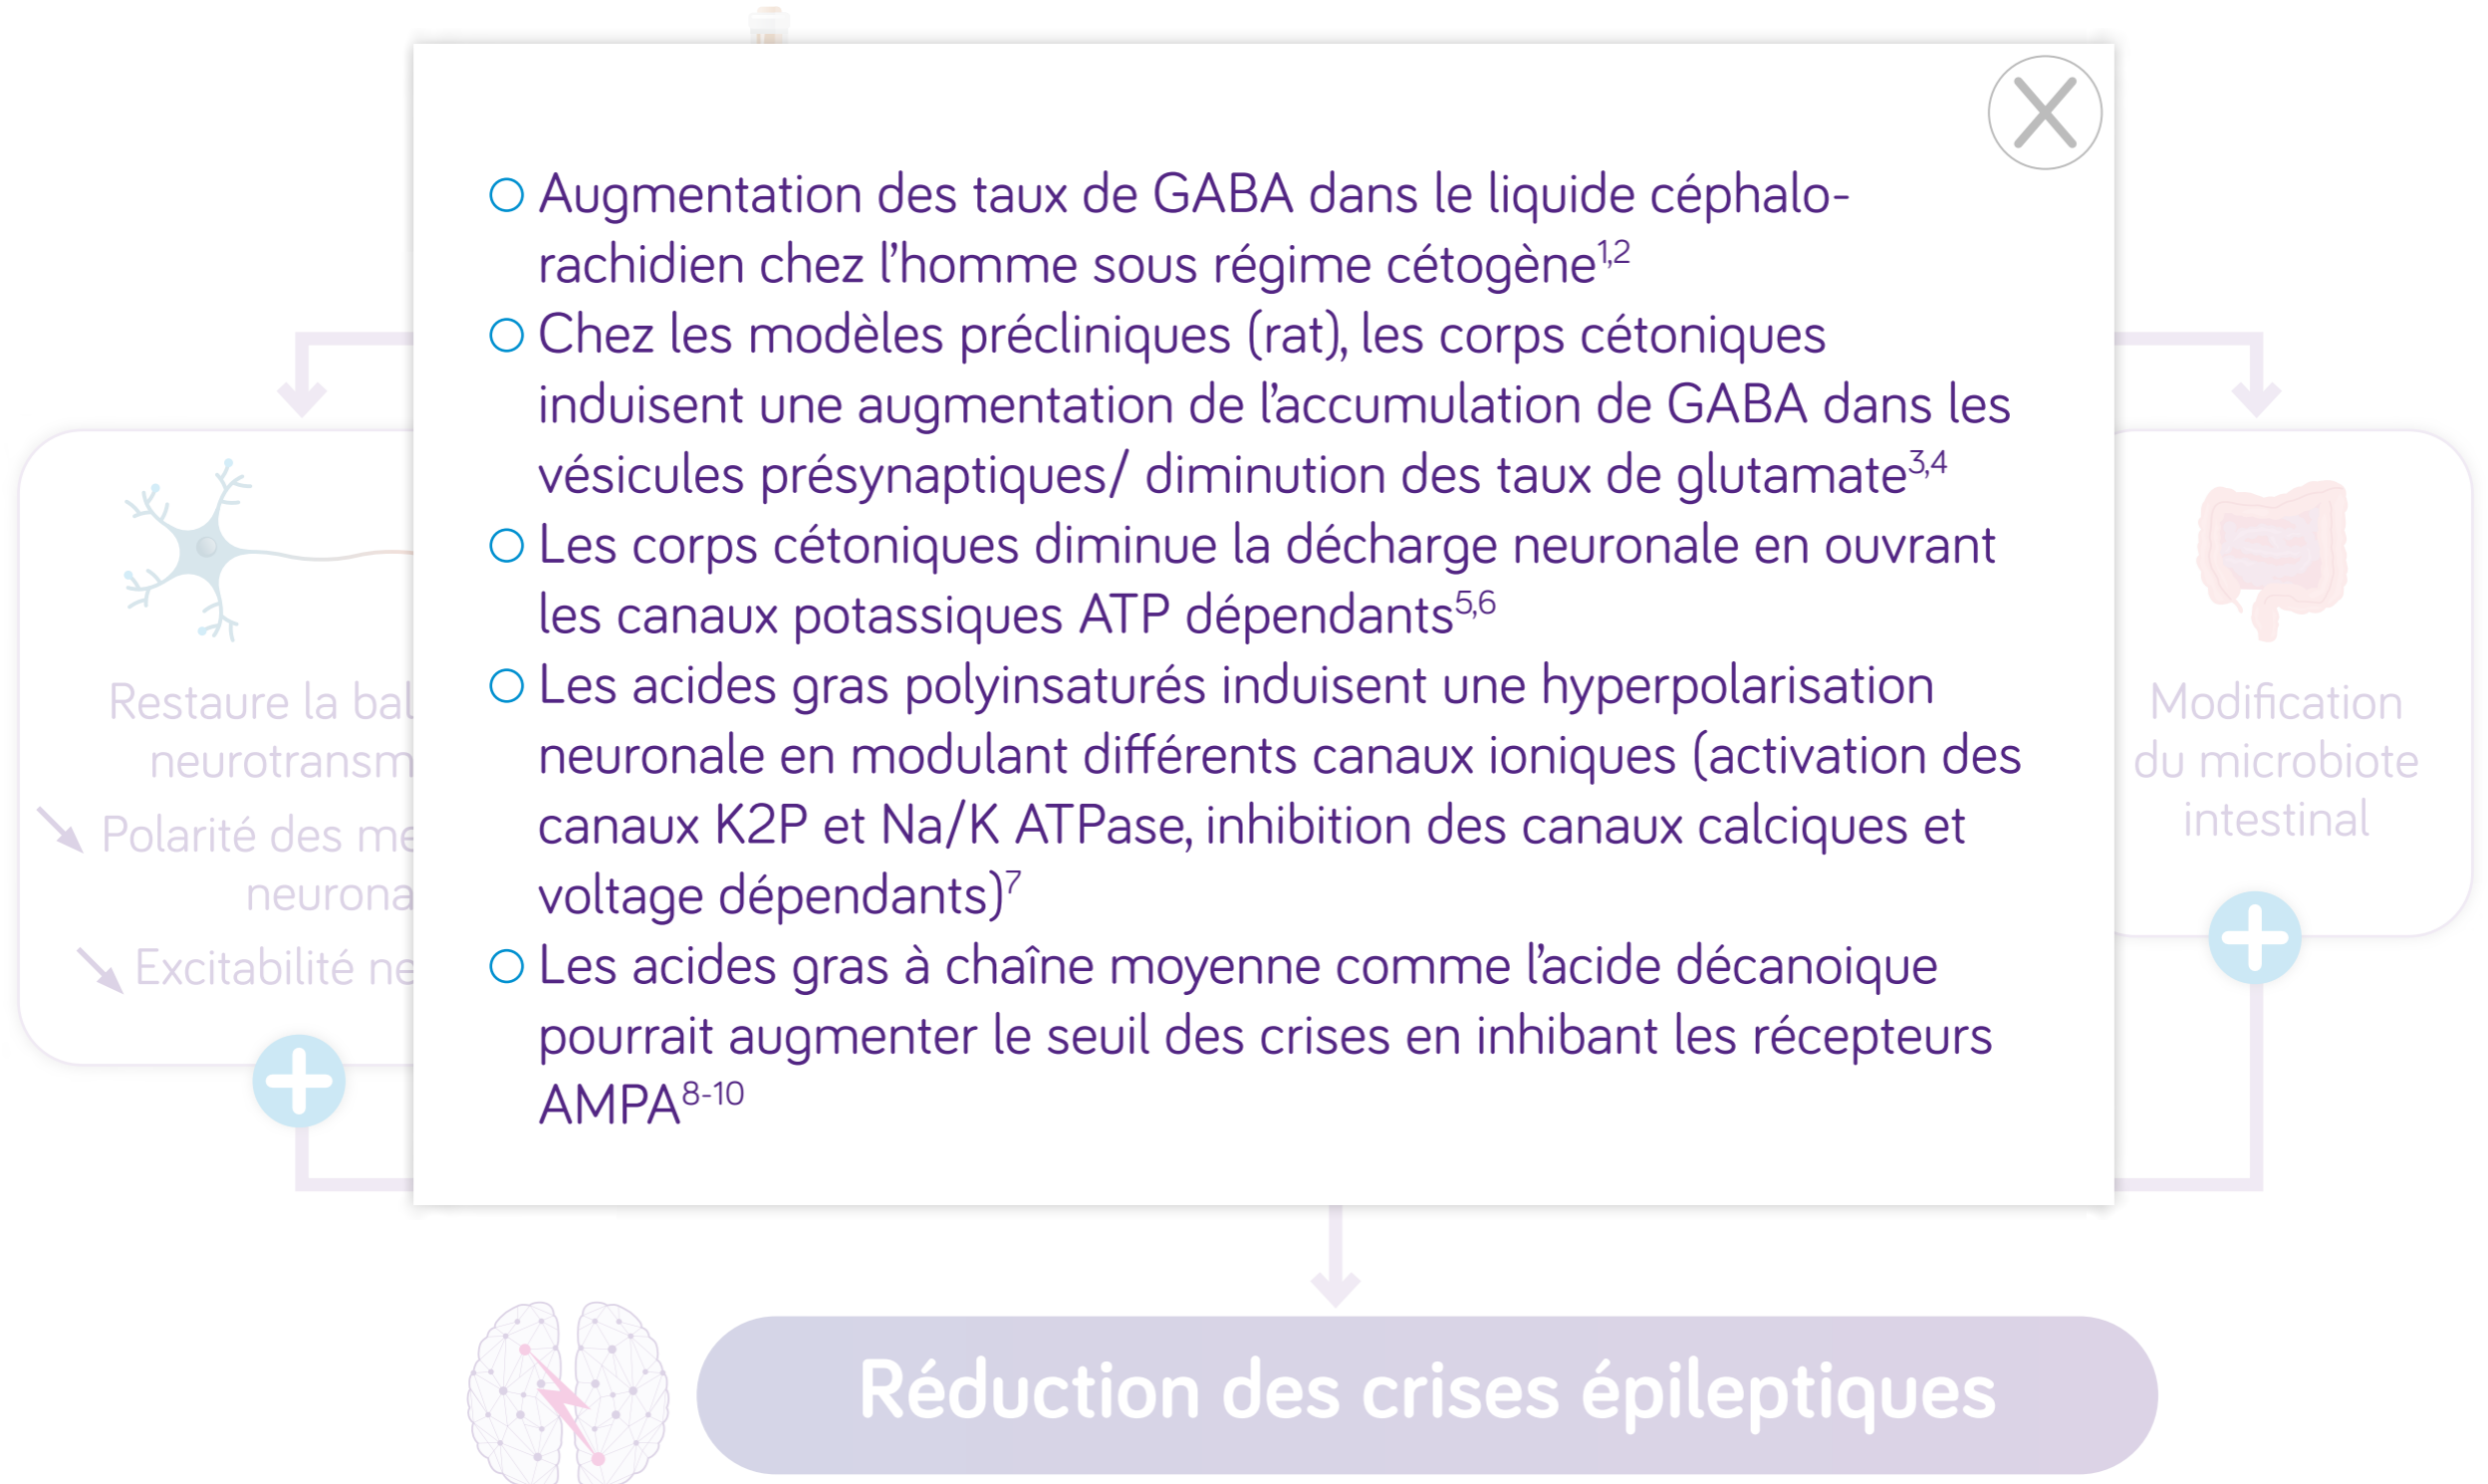 Augmentation des taux de GABA dans le liquide céphalo-
rachidien chez l'homme sous régime cétogène1,2
Chez les modèles précliniques (rat), les corps cétoniques
induisent une augmentation de l'accumulation de GABA dans les
vésicules présynaptiques/ diminution des taux de glutamate3,4
Les corps cétoniques diminue la décharge neuronale en ouvrant
les canaux potassiques ATP dépendants5,6
Les acides gras polyinsaturés induisent une hyperpolarisation
neuronale en modulant différents canaux ioniques (activation des
canaux K2P et Na/K ATPase, inhibition des canaux calciques et
voltage dépendants)7
Les acides gras à chaîne moyenne comme l'acide décanoique
pourrait augmenter le seuil des crises en inhibant les récepteurs
AMPA8-10
Restaure la
Polarité des
Excitabilité
Modification
du microbiote
intestinal
Réduction des crises épileptiques